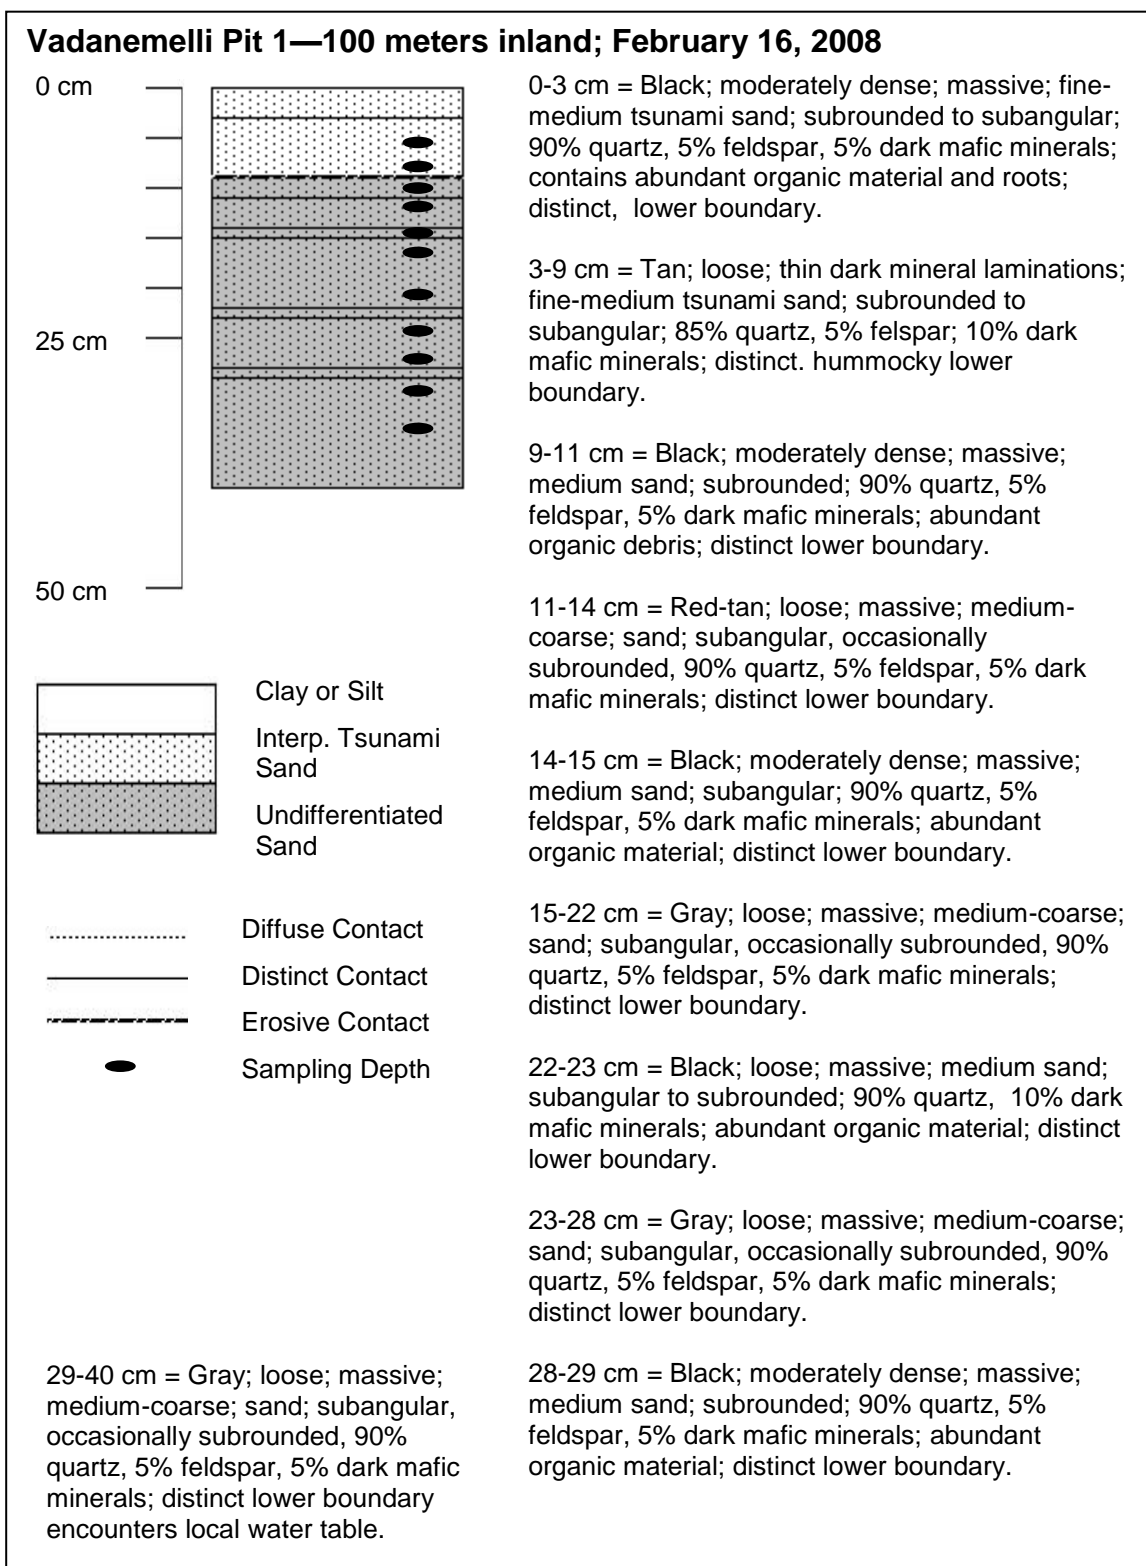 Vadanemelli Pit 1—100 meters inland; February 16, 2008
0 cm
25 cm
50 cm
Clay or Silt
Interp. Tsunami
Sand
Undifferentiated
Sand
Diffuse Contact
Distinct Contact
Erosive Contact
Sampling Depth
0-3 cm = Black; moderately dense; massive; fine-
medium tsunami sand; subrounded to subangular;
90% quartz, 5% feldspar, 5% dark mafic minerals;
contains abundant organic material and roots;
distinct, lower boundary.
3-9 cm = Tan; loose; thin dark mineral laminations;
fine-medium tsunami sand; subrounded to
subangular; 85% quartz, 5% felspar; 10% dark
mafic minerals; distinct. hummocky lower
boundary.
9-11 cm = Black; moderately dense; massive;
medium sand; subrounded; 90% quartz, 5%
feldspar, 5% dark mafic minerals; abundant
organic debris; distinct lower boundary.
11-14 cm = Red-tan; loose; massive; medium-
coarse; sand; subangular, occasionally
subrounded, 90% quartz, 5% feldspar, 5% dark
mafic minerals; distinct lower boundary.
14-15 cm = Black; moderately dense; massive;
medium sand; subangular; 90% quartz, 5%
feldspar, 5% dark mafic minerals; abundant
organic material; distinct lower boundary.
15-22 cm = Gray; loose; massive; medium-coarse;
sand; subangular, occasionally subrounded, 90%
quartz, 5% feldspar, 5% dark mafic minerals;
distinct lower boundary.
22-23 cm = Black; loose; massive; medium sand;
subangular to subrounded; 90% quartz, 10% dark
mafic minerals; abundant organic material; distinct
lower boundary.
23-28 cm = Gray; loose; massive; medium-coarse;
sand; subangular, occasionally subrounded, 90%
quartz, 5% feldspar, 5% dark mafic minerals;
distinct lower boundary.
28-29 cm = Black; moderately dense; massive;
medium sand; subrounded; 90% quartz, 5%
feldspar, 5% dark mafic minerals; abundant
organic material; distinct lower boundary.
29-40 cm = Gray; loose; massive;
medium-coarse; sand; subangular,
occasionally subrounded, 90%
quartz, 5% feldspar, 5% dark mafic
minerals; distinct lower boundary
encounters local water table.